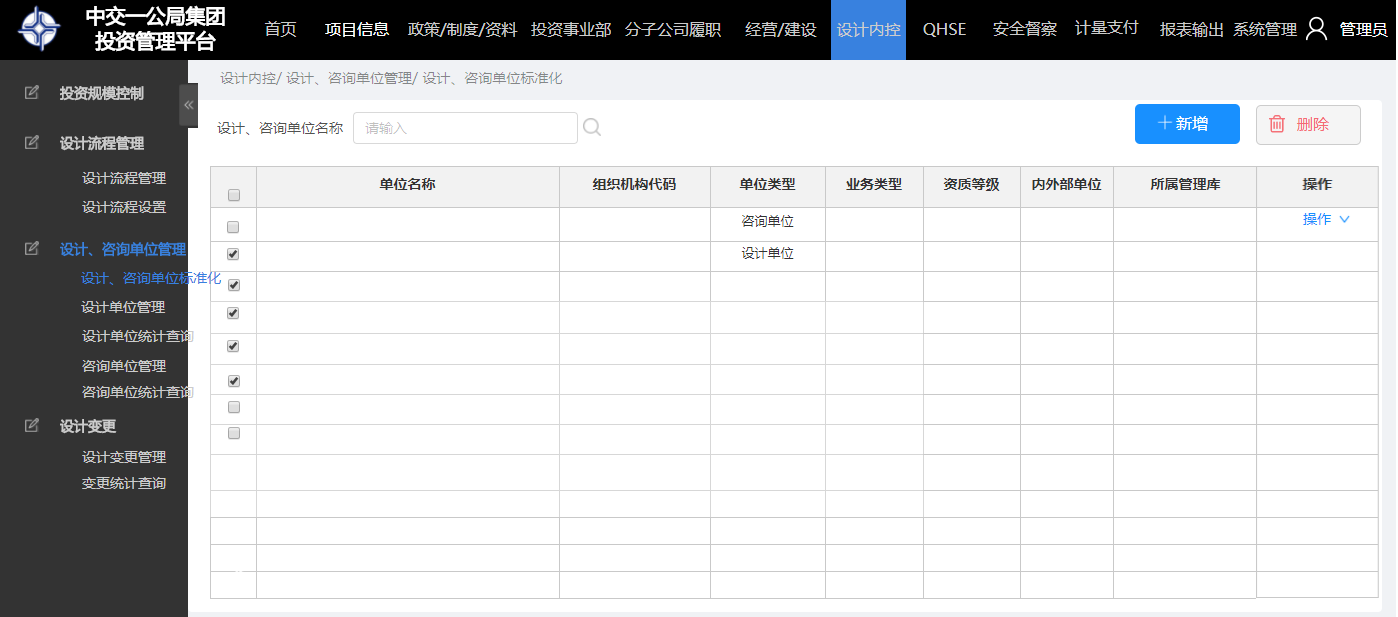 中交一公局集团
投资管理平台
首页 项目信息 政策/制度/资料 投资事业部 分子公司履职 经营/建设 设计内控 QHSE 安全督察 计量支付 报表输出 系统管理 管理员
投资规模控制
设计流程管理
设计流程管理
设计流程设置
设计、咨询单位管理
设计、咨询单位标准化
设计单位管理
设计单位统计查询
咨询单位管理
咨询单位统计查询
设计变更
设计变更管理
变更统计查询
设计内控/ 设计、咨询单位管理/ 设计、咨询单位标准化
设计、咨询单位名称 请输入 新增 删除
单位名称 组织机构代码 单位类型 业务类型 资质等级 内外部单位 所属管理库 操作
咨询单位 操作
设计单位